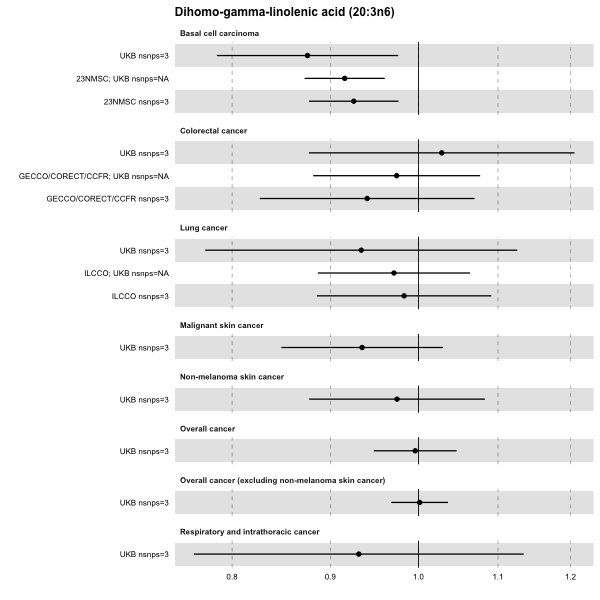 Dihomo-gamma-linolenic acid (20:3n6)
Basal cell carcinoma
UKB nsnps=3
23NMSC; UKB nsnps=NA
23NMSC nsnps=3
Colorectal cancer
UKB nsnps=3
GECCO/CORECT/CCFR; UKB nsnps=NA
GECCO/CORECT/CCFR nsnps=3
Lung cancer
UKB nsnps=3
ILCCO; UKB nsnps=NA
ILCCO nsnps=3
Malignant skin cancer
UKB nsnps=3
Non-melanoma skin cancer
UKB nsnps=3
Overall cancer
UKB nsnps=3
Overall cancer (excluding non-melanoma skin cancer)
UKB nsnps=3
Respiratory and intrathoracic cancer
UKB nsnps=3
0.8 0.9 1.0 1.1 1.2